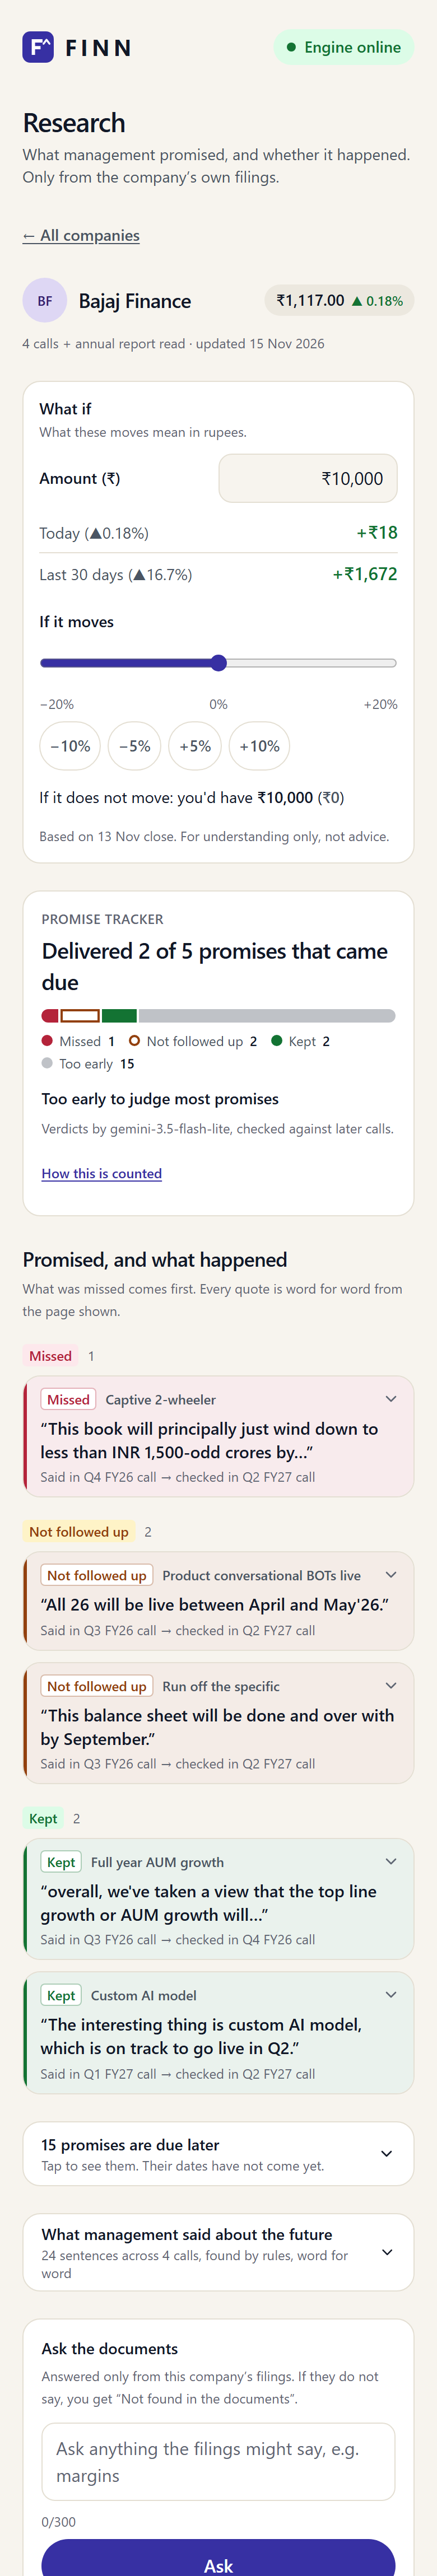 F^ FINN
Engine online
Research
What management promised, and whether it happened.
Only from the company's own filings.
← All companies
BF
Bajaj Finance
₹1,117.00 ▲ 0.18%
4 calls + annual report read · updated 15 Nov 2026
What if
What these moves mean in rupees.
Amount (₹)
₹10,000
Today (▲0.18%)
+₹18
Last 30 days (▲16.7%)
+₹1,672
If it moves
−20%
0%
+20%
−10%
−5%
+5%
+10%
If it does not move: you'd have ₹10,000 (₹0)
Based on 13 Nov close. For understanding only, not advice.
PROMISE TRACKER
Delivered 2 of 5 promises that came
due
Missed 1
Not followed up 2
Kept 2
Too early 15
Too early to judge most promises
Verdicts by gemini-3.5-flash-lite, checked against later calls.
How this is counted
Promised, and what happened
What was missed comes first. Every quote is word for word from
the page shown.
Missed 1
Missed Captive 2-wheeler
“This book will principally just wind down to
less than INR 1,500-odd crores by…”
Said in Q4 FY26 call → checked in Q2 FY27 call
Not followed up 2
Not followed up Product conversational BOTs live
“All 26 will be live between April and May'26.”
Said in Q3 FY26 call → checked in Q2 FY27 call
Not followed up Run off the specific
“This balance sheet will be done and over with
by September.”
Said in Q3 FY26 call → checked in Q2 FY27 call
Kept 2
Kept Full year AUM growth
“overall, we've taken a view that the top line
growth or AUM growth will…”
Said in Q3 FY26 call → checked in Q4 FY26 call
Kept Custom AI model
“The interesting thing is custom AI model,
which is on track to go live in Q2.”
Said in Q1 FY27 call → checked in Q2 FY27 call
15 promises are due later
Tap to see them. Their dates have not come yet.
What management said about the future
24 sentences across 4 calls, found by rules, word for
word
Ask the documents
Answered only from this company's filings. If they do not
say, you get “Not found in the documents”.
Ask anything the filings might say, e.g.
margins
0/300
Ask